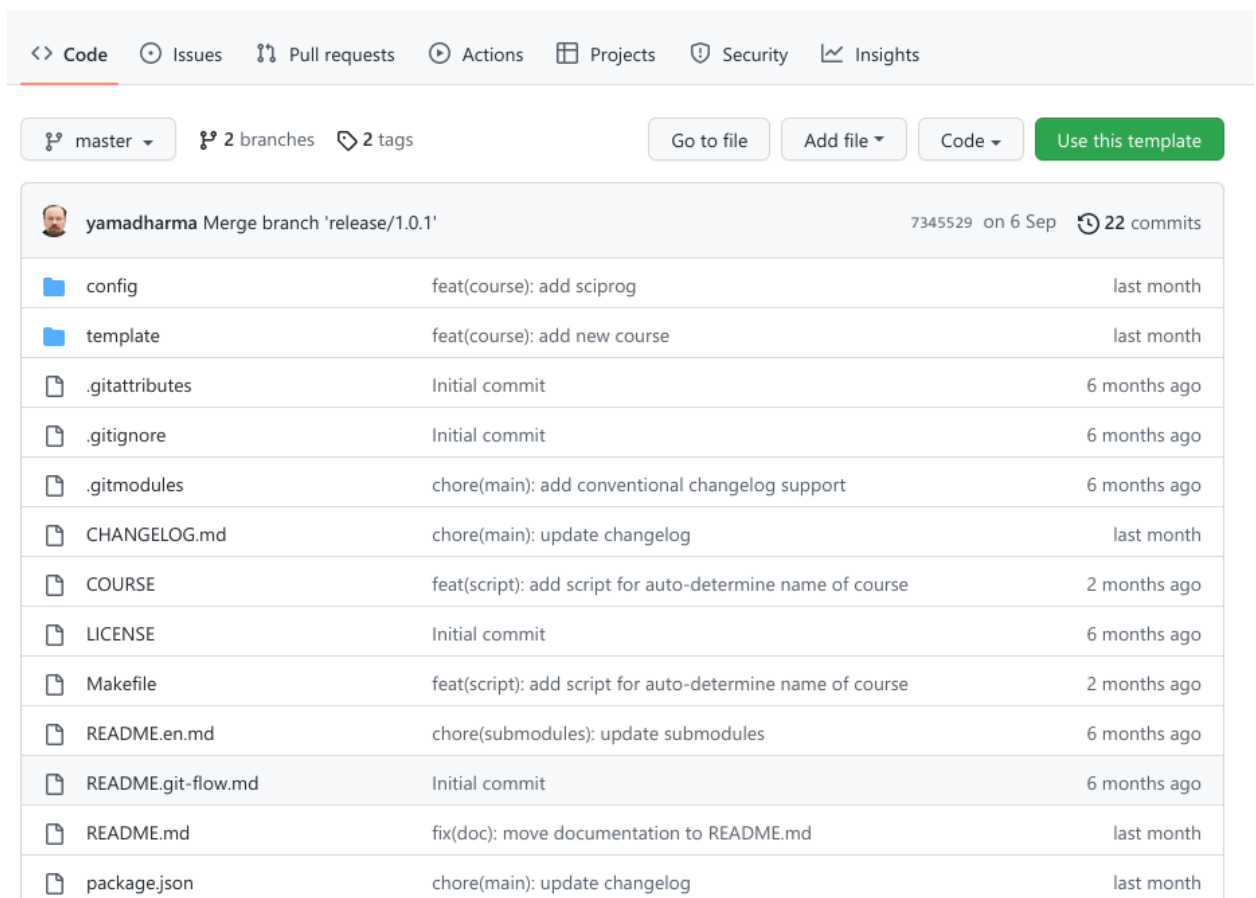 Code Issues Pull requests Actions Projects Security Insights
master 2 branches 2 tags Go to file Add file Code Use this template
yamadharma Merge branch 'release/1.0.1' 7345529 on 6 Sep 22 commits
config feat(course): add sciprog last month
template feat(course): add new course last month
.gitattributes Initial commit 6 months ago
.gitignore Initial commit 6 months ago
.gitmodules chore(main): add conventional changelog support 6 months ago
CHANGELOG.md chore(main): update changelog last month
COURSE feat(script): add script for auto-determine name of course 2 months ago
LICENSE Initial commit 6 months ago
Makefile feat(script): add script for auto-determine name of course 2 months ago
README.en.md chore(submodules): update submodules 6 months ago
README.git-flow.md Initial commit 6 months ago
README.md fix(doc): move documentation to README.md last month
package.json chore(main): update changelog last month